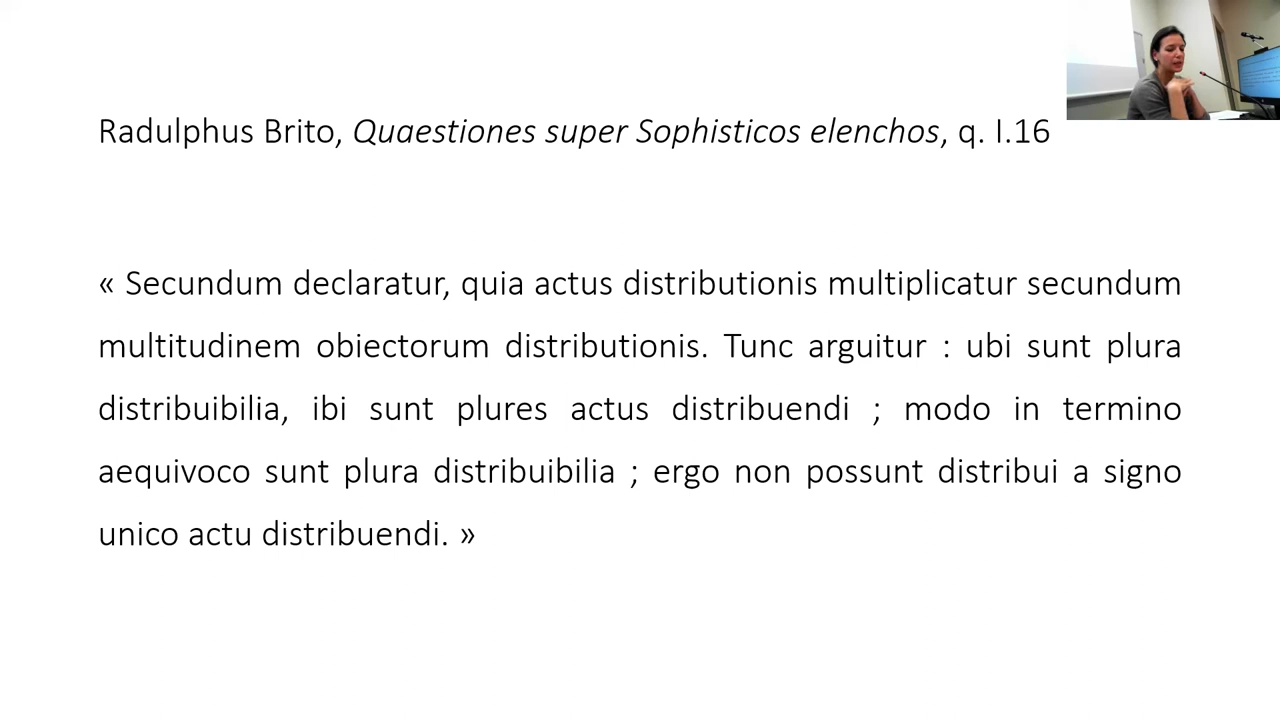 Radulphus Brito, Quaestiones super Sophisticos elenchos, q. I.16
« Secundum declaratur, quia actus distributionis multiplicatur secundum
multitudinem obiectorum distributionis. Tunc arguitur : ubi sunt plura
distribuibilia, ibi sunt plures actus distribuendi ; modo in termino
aequivoco sunt plura distribuibilia ; ergo non possunt distribui a signo
unico actu distribuendi. »